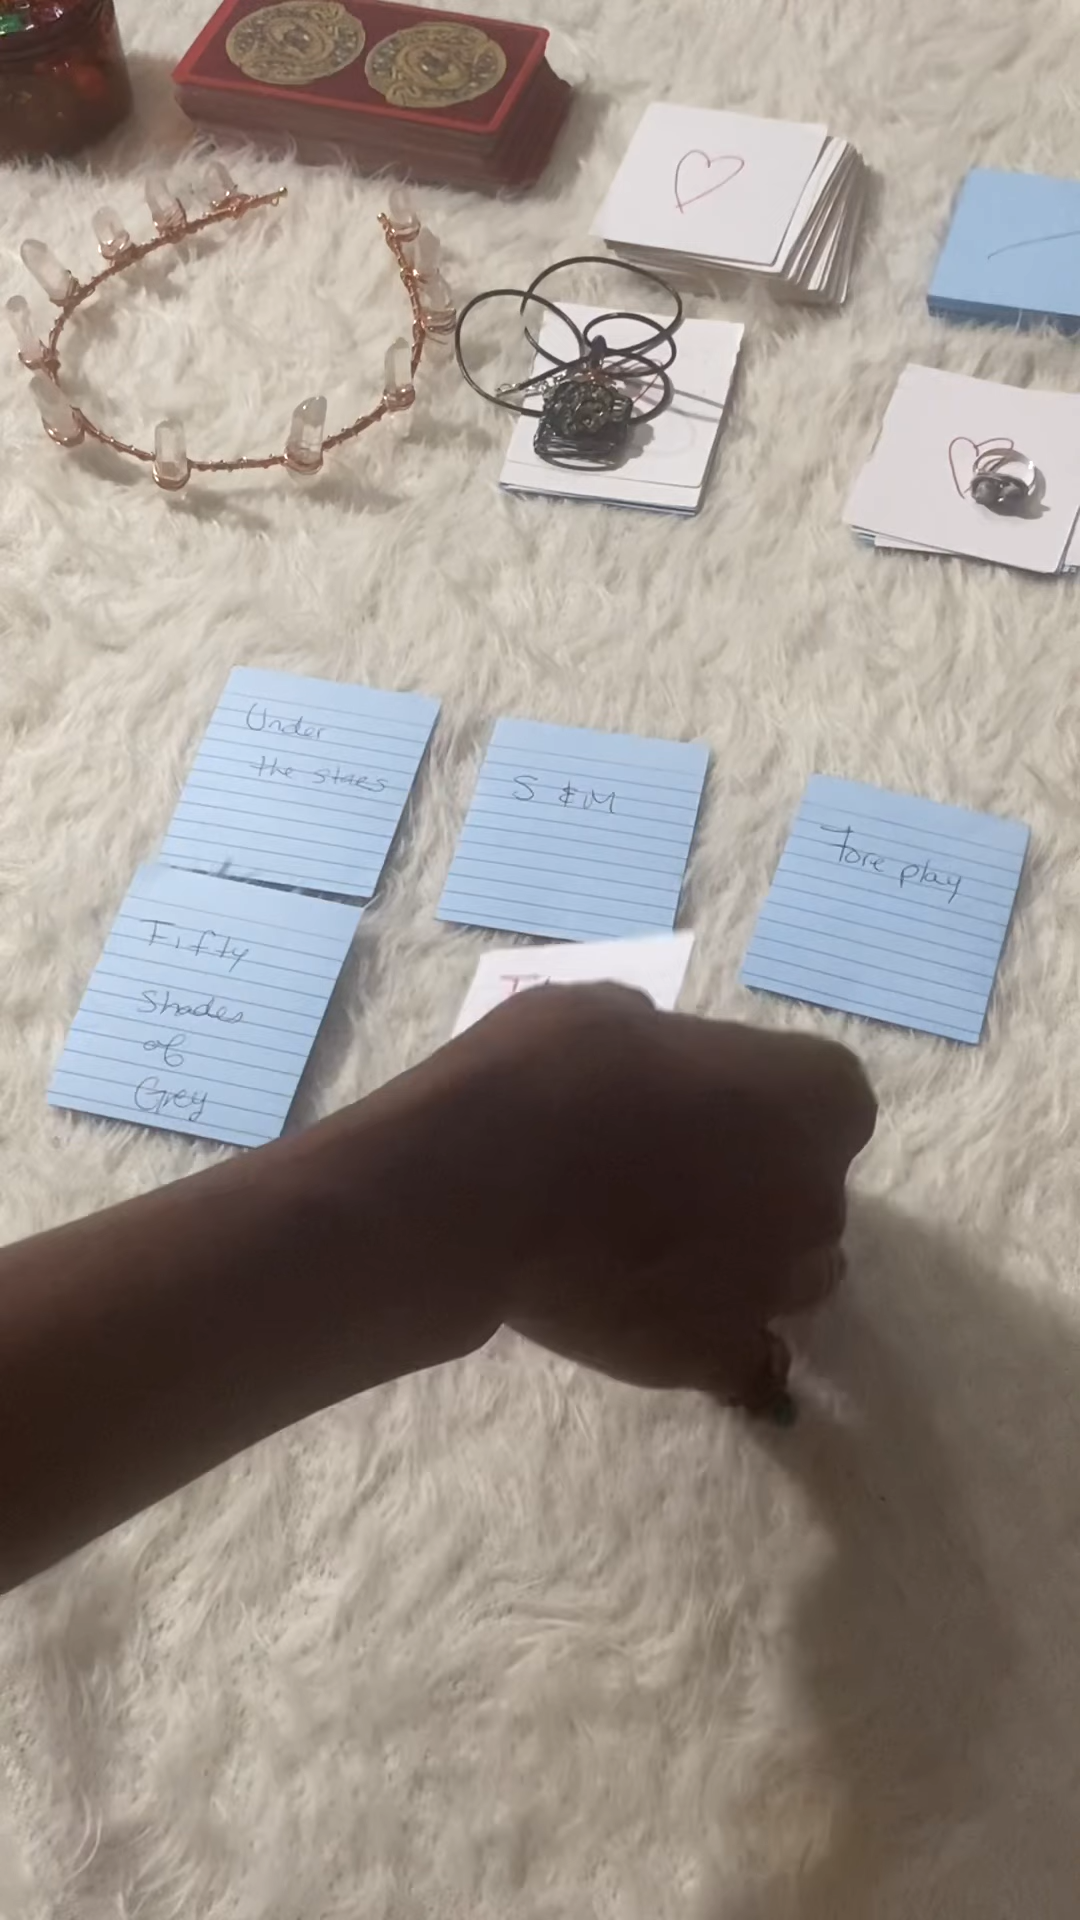 Under
the stars
S & M
Fore play
Fifty
Shades
of
Grey